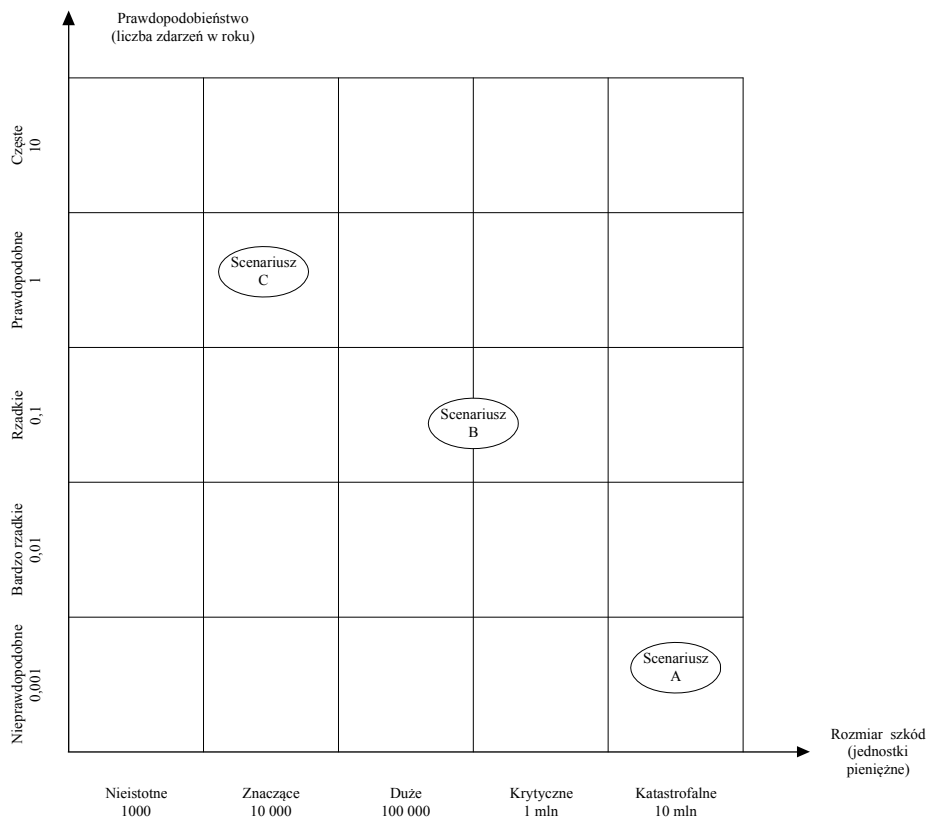 Prawdopodobieństwo
(liczba zdarzeń w roku)
Częste
10
Prawdopodobne
1
Scenariusz
C
Rzadkie
0,1
Scenariusz
B
Bardzo rzadkie
0,01
Nieprawdopodobne
0,001
Scenariusz
A
Rozmiar szkód
(jednostki
pieniężne)
Nieistotne
1000
Znaczące
10 000
Duże
100 000
Krytyczne
1 mln
Katastrofalne
10 mln